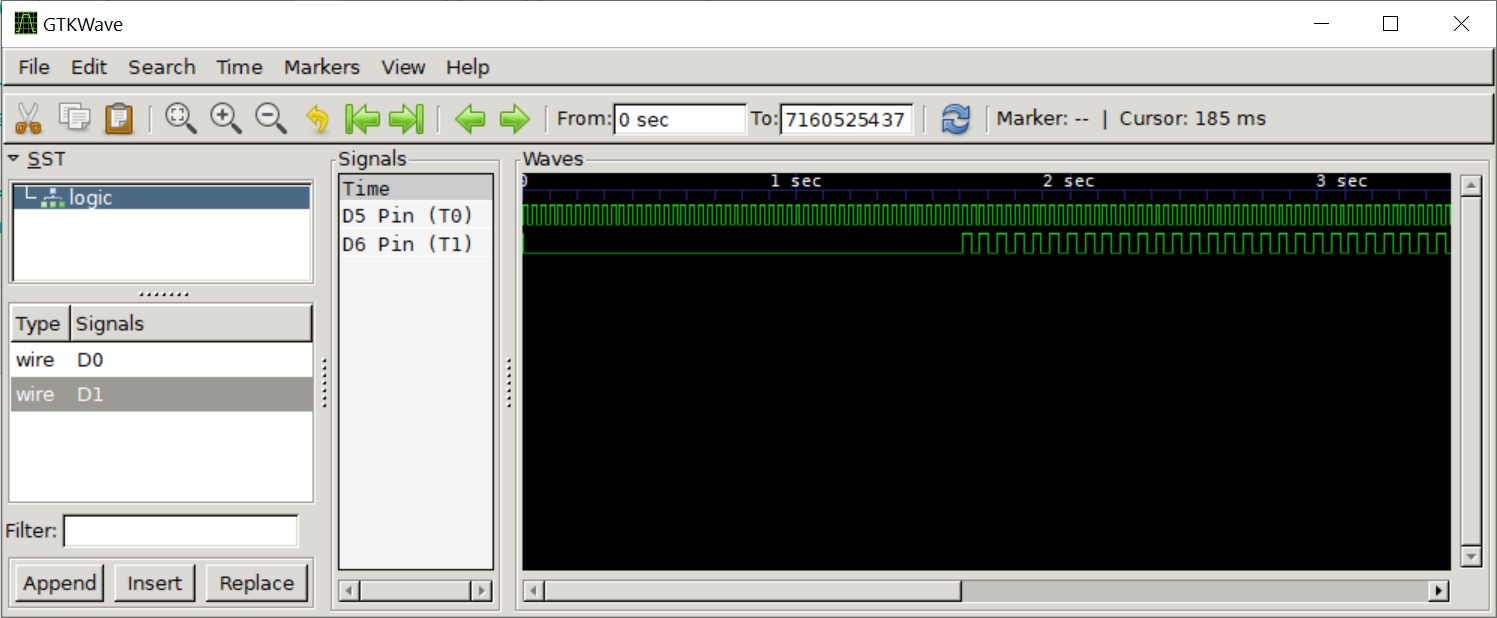 GTKWave
File Edit Search Time Markers View Help
From: 0 sec To: 7160525437 Marker: -- | Cursor: 185 ms
SST
logic
Type Signals
wire D0
wire D1
Filter:
Append Insert Replace
Signals
Time
D5 Pin (T0)
D6 Pin (T1)
Waves
0 1 sec 2 sec 3 sec